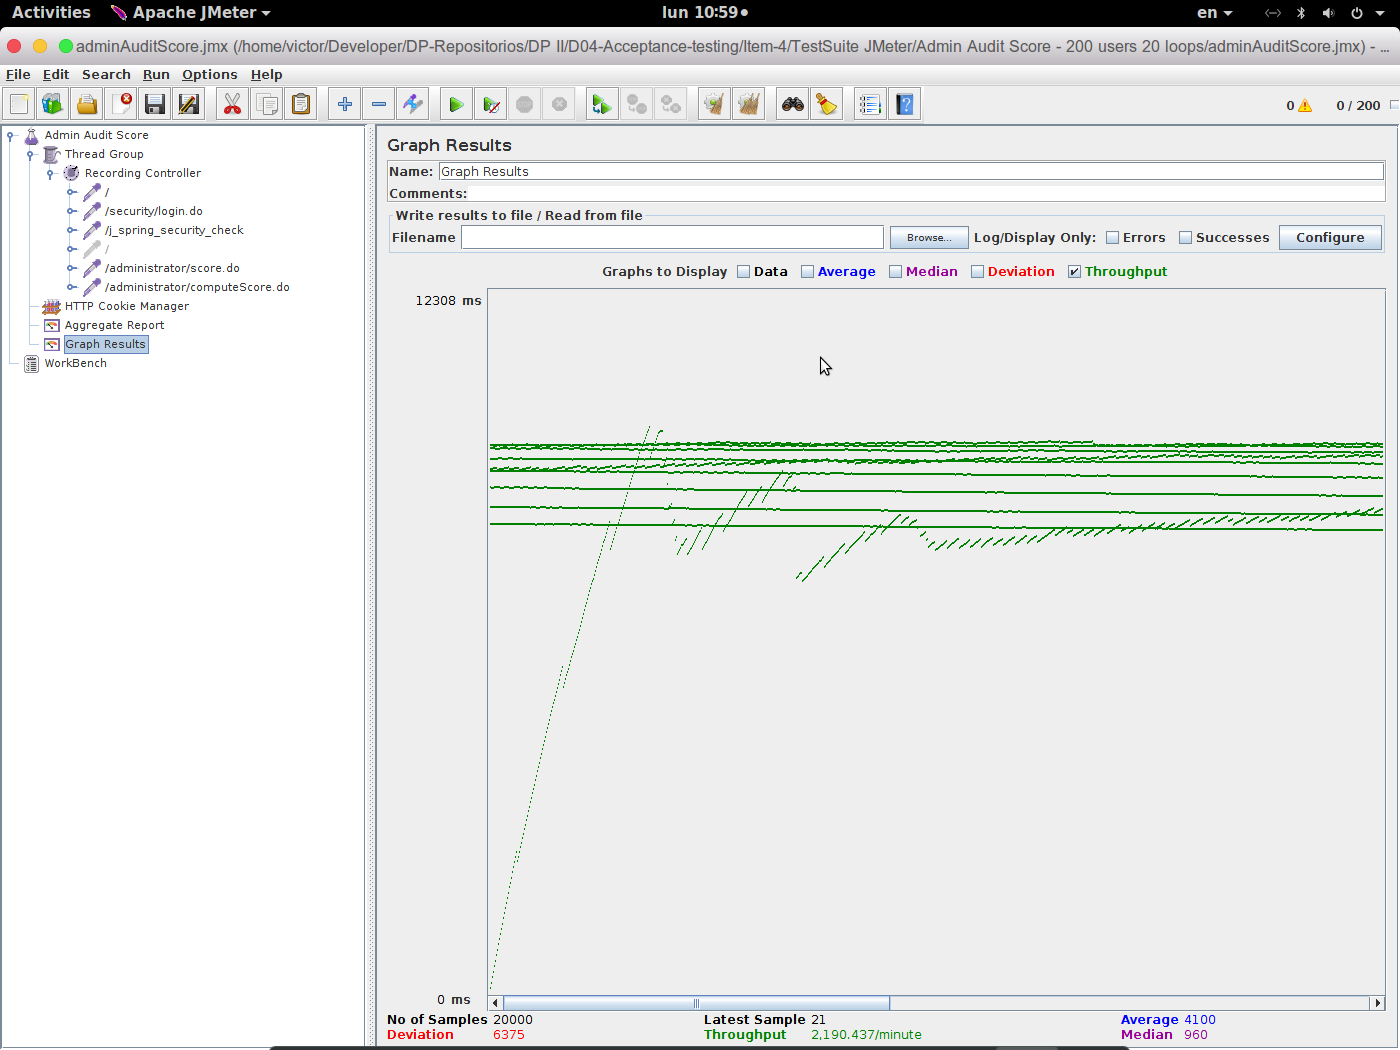 Activities Apache JMeter lun 10:59 en
adminAuditScore.jmx (/home/victor/Developer/DP-Repositorios/DP II/D04-Acceptance-testing/Item-4/TestSuite JMeter/Admin Audit Score - 200 users 20 loops/adminAuditScore.jmx) - ...
File Edit Search Run Options Help
0 0 / 200
Admin Audit Score
Thread Group
Recording Controller
/
/security/login.do
/j_spring_security_check
/
/administrator/score.do
/administrator/computeScore.do
HTTP Cookie Manager
Aggregate Report
Graph Results
WorkBench
Graph Results
Name: Graph Results
Comments:
Write results to file / Read from file
Filename Browse... Log/Display Only: Errors Successes Configure
Graphs to Display Data Average Median Deviation Throughput
12308 ms
0 ms
No of Samples 20000 Latest Sample 21 Average 4100
Deviation 6375 Throughput 2,190.437/minute Median 960